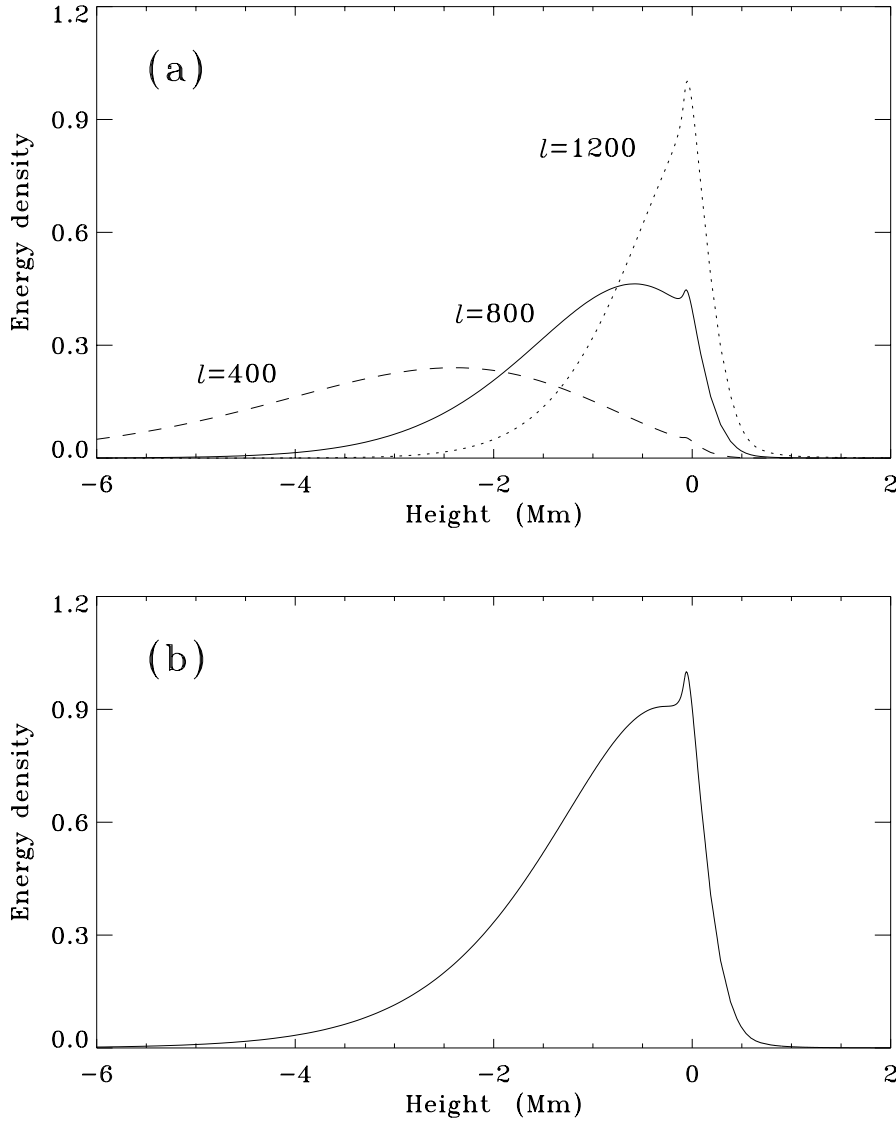 1.2
(a)
0.9
l=1200
Energy density
0.6
l=800
l=400
0.3
0.0
−6 −4 −2 0 2
Height (Mm)
1.2
(b)
0.9
Energy density
0.6
0.3
0.0
−6 −4 −2 0 2
Height (Mm)